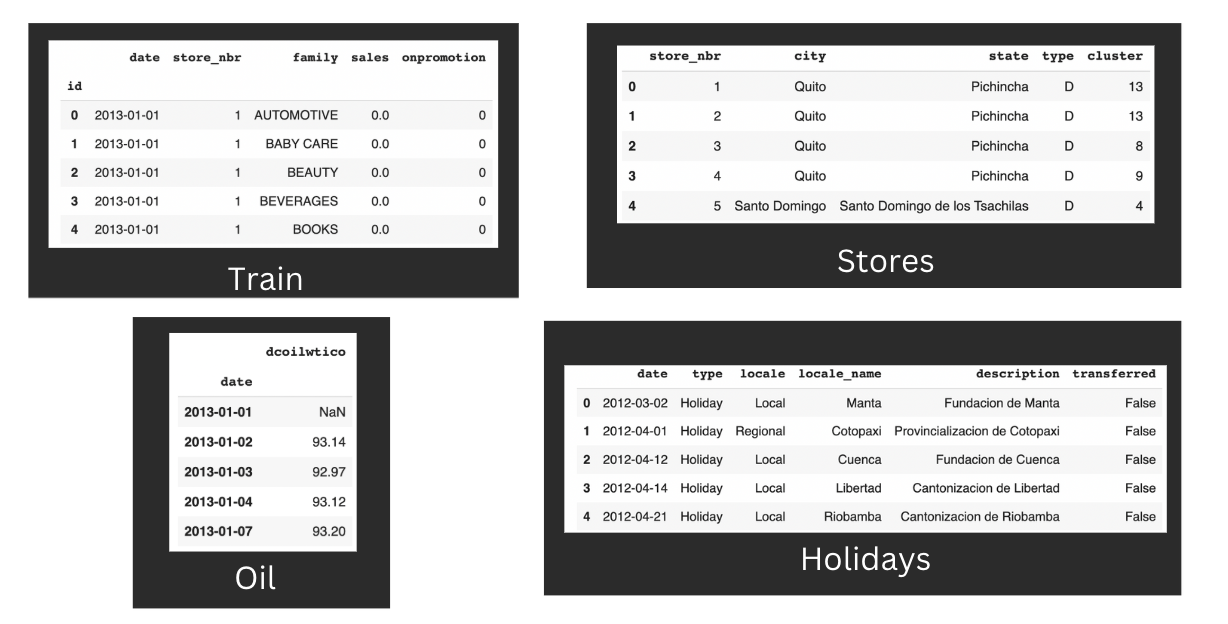 date store_nbr family sales onpromotion
id
0 2013-01-01 1 AUTOMOTIVE 0.0 0
1 2013-01-01 1 BABY CARE 0.0 0
2 2013-01-01 1 BEAUTY 0.0 0
3 2013-01-01 1 BEVERAGES 0.0 0
4 2013-01-01 1 BOOKS 0.0 0
Train
store_nbr city state type cluster
0 1 Quito Pichincha D 13
1 2 Quito Pichincha D 13
2 3 Quito Pichincha D 8
3 4 Quito Pichincha D 9
4 5 Santo Domingo Santo Domingo de los Tsachilas D 4
Stores
dcoilwtico
date
2013-01-01 NaN
2013-01-02 93.14
2013-01-03 92.97
2013-01-04 93.12
2013-01-07 93.20
Oil
date type locale locale_name description transferred
0 2012-03-02 Holiday Local Manta Fundacion de Manta False
1 2012-04-01 Holiday Regional Cotopaxi Provincializacion de Cotopaxi False
2 2012-04-12 Holiday Local Cuenca Fundacion de Cuenca False
3 2012-04-14 Holiday Local Libertad Cantonizacion de Libertad False
4 2012-04-21 Holiday Local Riobamba Cantonizacion de Riobamba False
Holidays